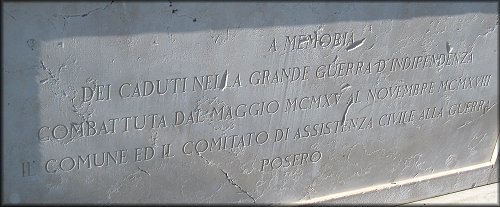 A MEMORIA
DEI CADUTI NELLA GRANDE GUERRA D'INDIPENDENZA
COMBATTUTA DAL MAGGIO MCMXV AL NOVEMBRE MCMXVIII
IL COMUNE ED IL COMITATO DI ASSISTENZA CIVILE ALLA GUERRA
POSERO